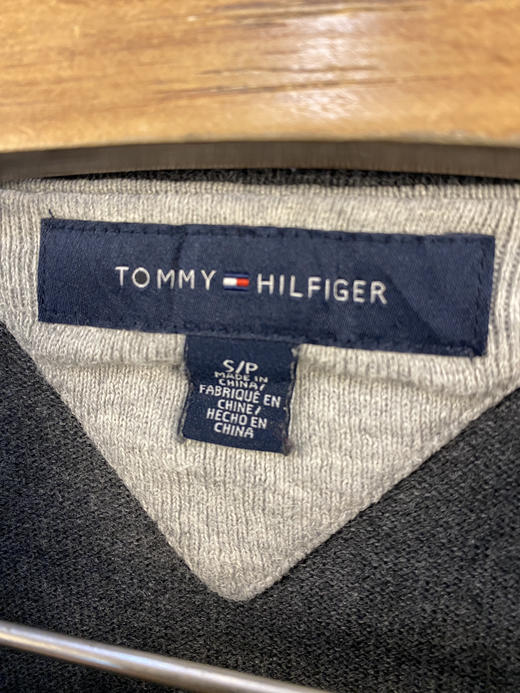 TOMMY HILFIGER
S/P
MADE IN
CHINA/
FABRIQUÉ EN
CHINE/
HECHO EN
CHINA